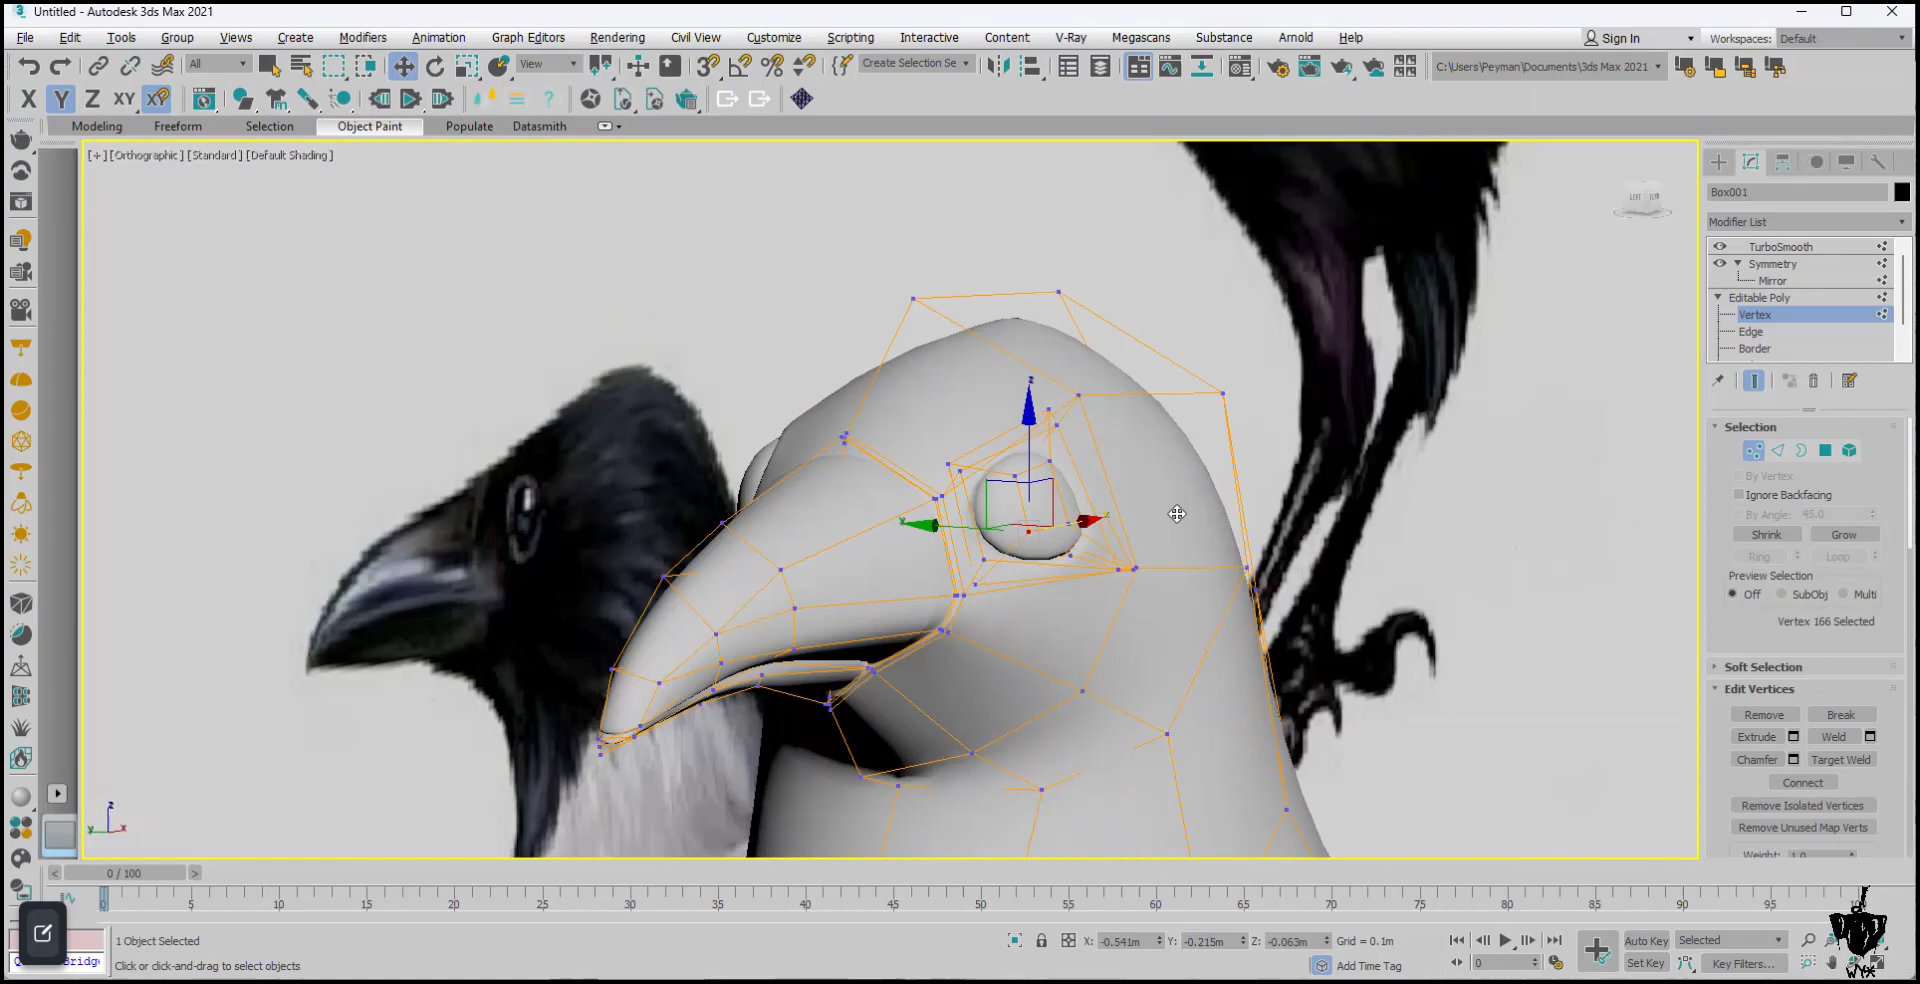 Untitled - Autodesk 3ds Max 2021
File Edit Tools Group Views Create Modifiers Animation Graph Editors Rendering Civil View Customize Scripting Interactive Content V-Ray Megascans Substance Arnold Help Sign In Workspaces: Default
All View Create Selection Se C:\Users\Peyman\Documents\3ds Max 2021
X Y Z XY
Modeling Freeform Selection Object Paint Populate Datasmith
[+] [Orthographic] [Standard] [Default Shading]
Box001
Modifier List
TurboSmooth
Symmetry
Mirror
Editable Poly
Vertex
Edge
Border
Selection
By Vertex
Ignore Backfacing
By Angle: 45.0
Shrink Grow
Ring Loop
Preview Selection
Off SubObj Multi
Vertex 166 Selected
Soft Selection
Edit Vertices
Remove Break
Extrude Weld
Chamfer Target Weld
Connect
Remove Isolated Vertices
Remove Unused Map Verts
Weight: 1.0
0 / 100
0 5 10 15 20 25 30 35 40 45 50 55 60 65 70 75 80 85 90 95
1 Object Selected X: -0.541m Y: -0.215m Z: -0.063m Grid = 0.1m Auto Key Selected
Click or click-and-drag to select objects Add Time Tag 0 Set Key Key Filters...